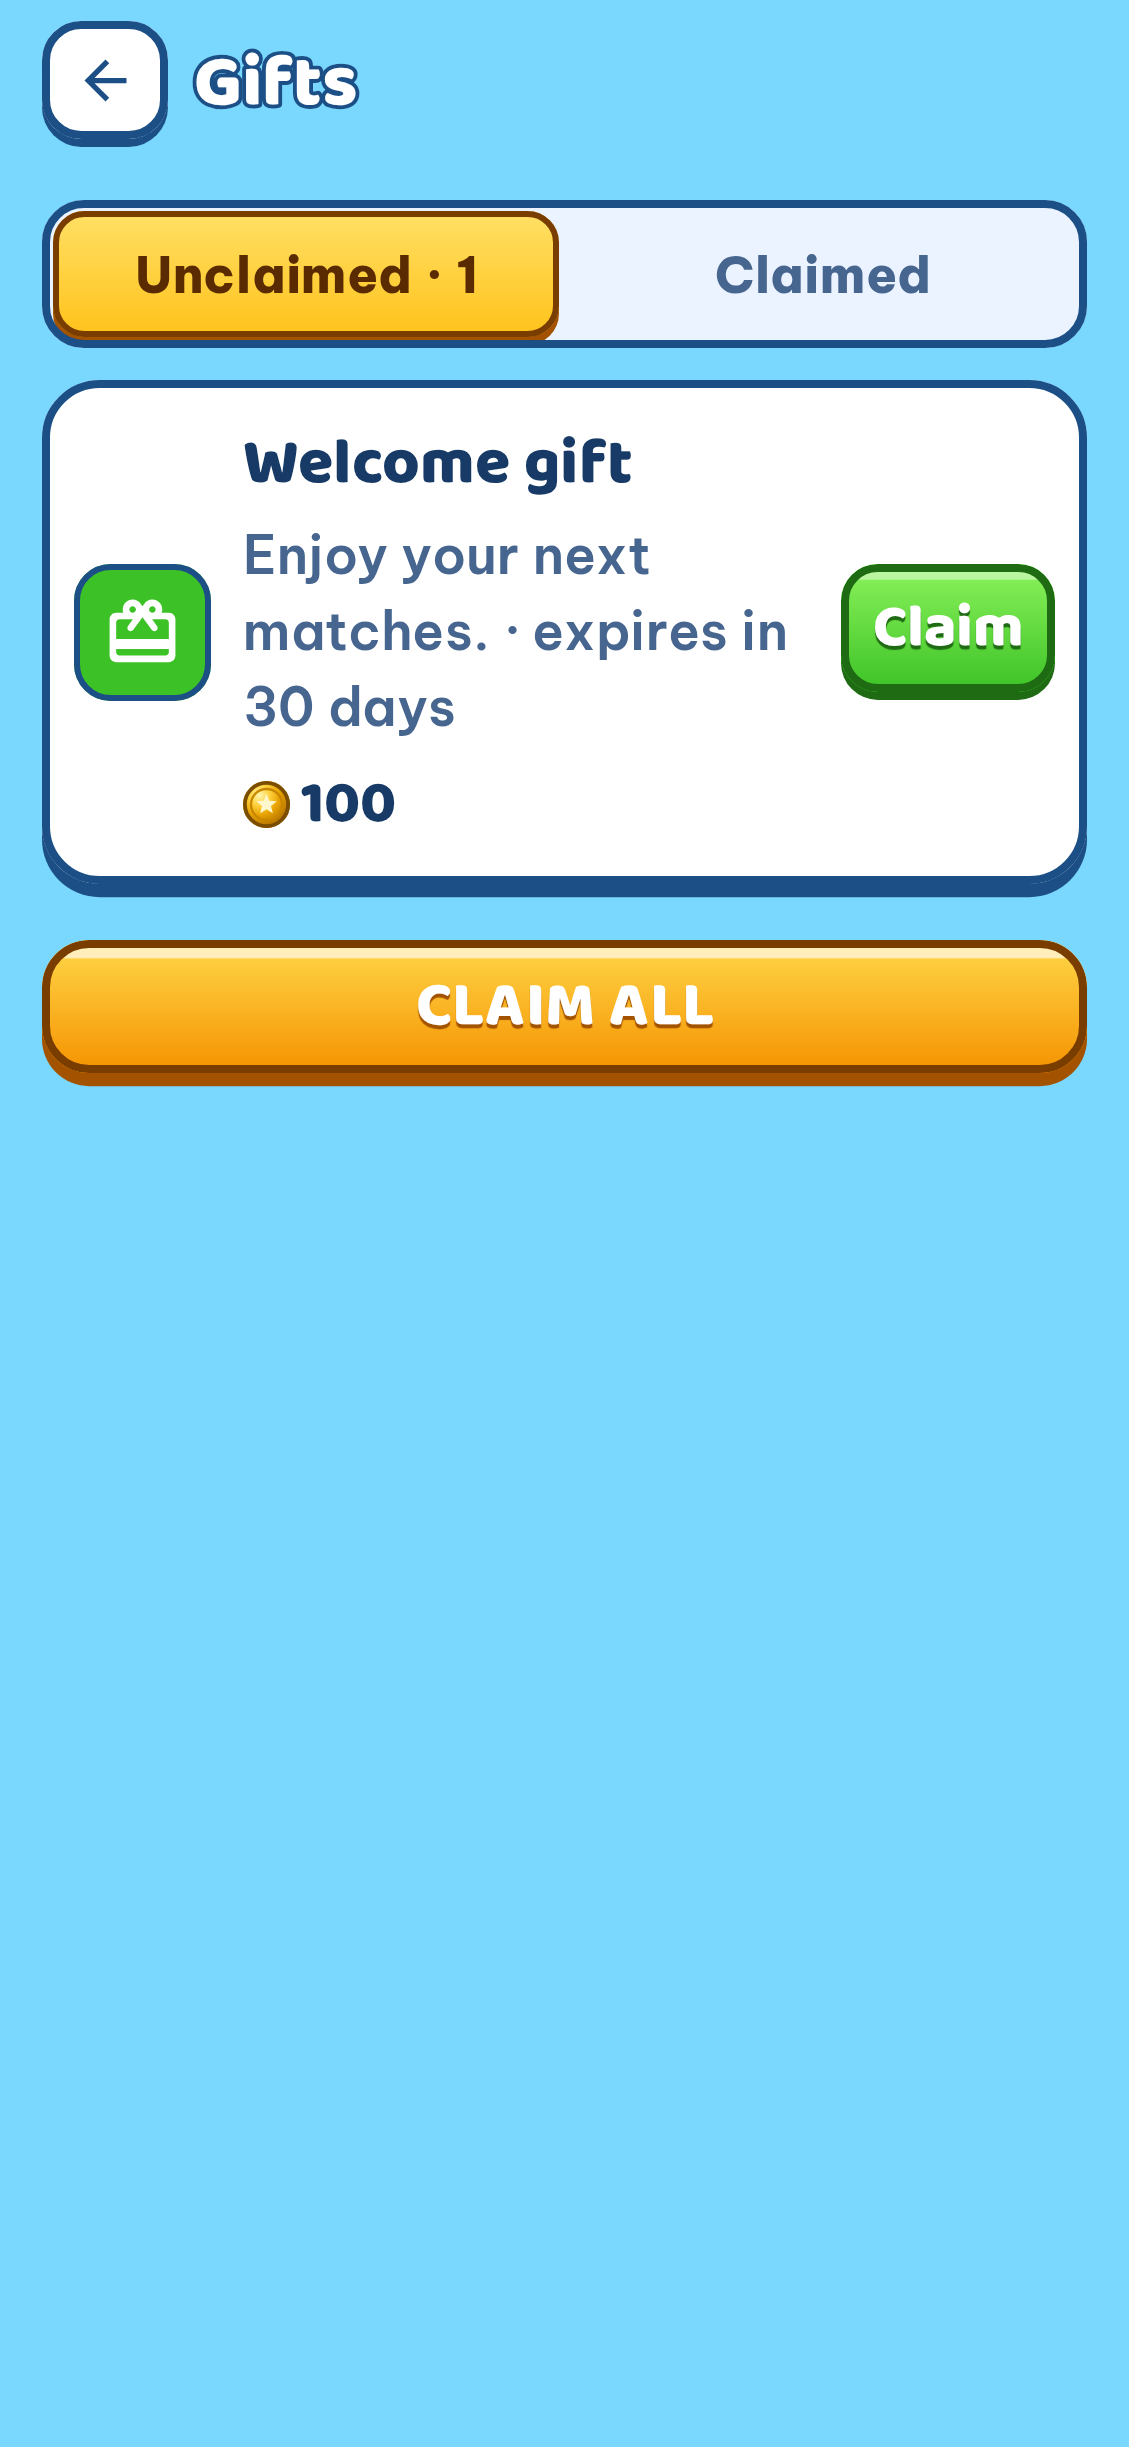 Gifts
Unclaimed · 1
Claimed
Welcome gift
Enjoy your next
matches. · expires in
30 days
Claim
100
CLAIM ALL